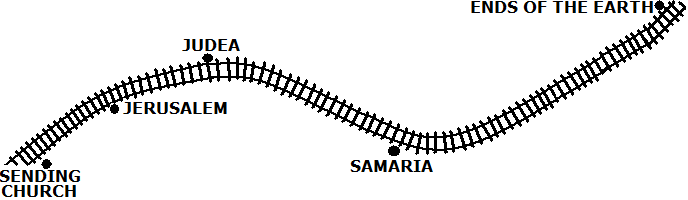 ENDS OF THE EARTH
JUDEA
JERUSALEM
SAMARIA
SENDING
CHURCH